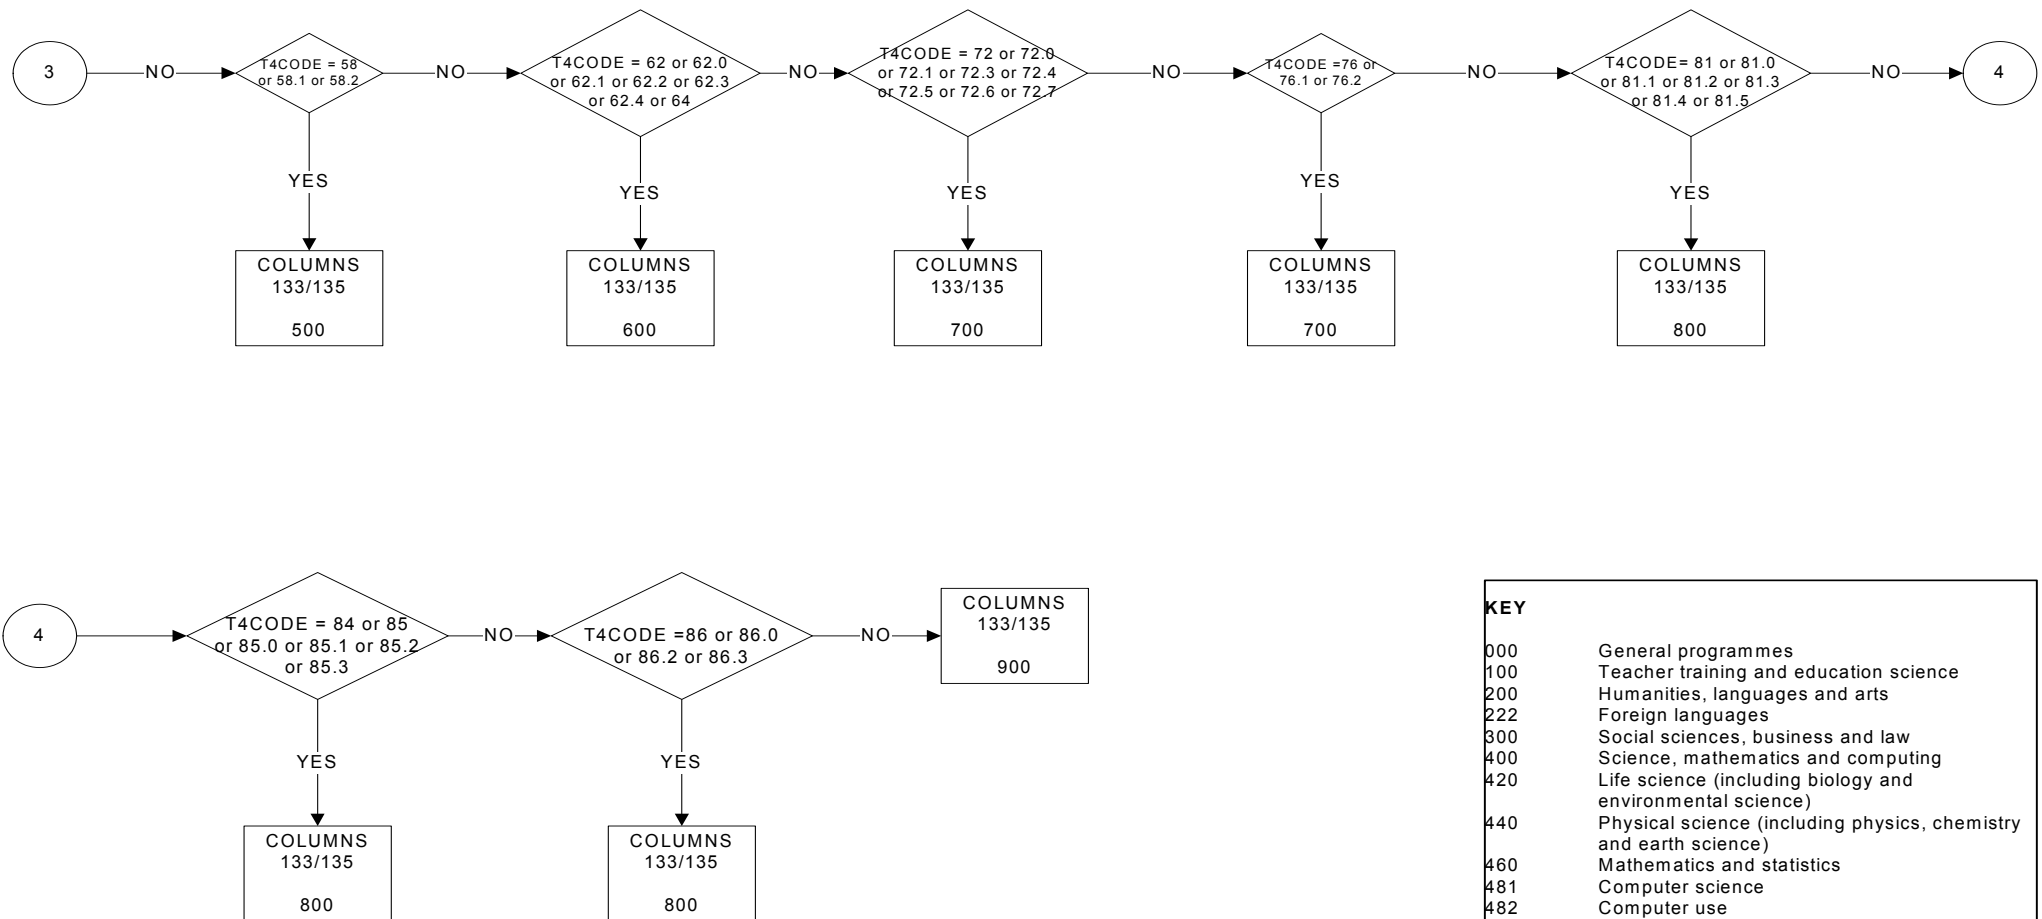 3
NO
T4CODE = 58
or 58.1 or 58.2
NO
T4CODE = 62 or 62.0
or 62.1 or 62.2 or 62.3
or 62.4 or 64
NO
T4CODE = 72 or 72.0
or 72.1 or 72.3 or 72.4
or 72.5 or 72.6 or 72.7
NO
T4CODE =76 or
76.1 or 76.2
NO
T4CODE= 81 or 81.0
or 81.1 or 81.2 or 81.3
or 81.4 or 81.5
NO
4
YES
YES
YES
YES
YES
COLUMNS
133/135
500
COLUMNS
133/135
600
COLUMNS
133/135
700
COLUMNS
133/135
700
COLUMNS
133/135
800
4
T4CODE = 84 or 85
or 85.0 or 85.1 or 85.2
or 85.3
NO
T4CODE =86 or 86.0
or 86.2 or 86.3
NO
COLUMNS
133/135
900
YES
YES
COLUMNS
133/135
800
COLUMNS
133/135
800
KEY
000 General programmes
100 Teacher training and education science
200 Humanities, languages and arts
222 Foreign languages
300 Social sciences, business and law
400 Science, mathematics and computing
420 Life science (including biology and
environmental science)
440 Physical science (including physics, chemistry
and earth science)
460 Mathematics and statistics
481 Computer science
482 Computer use